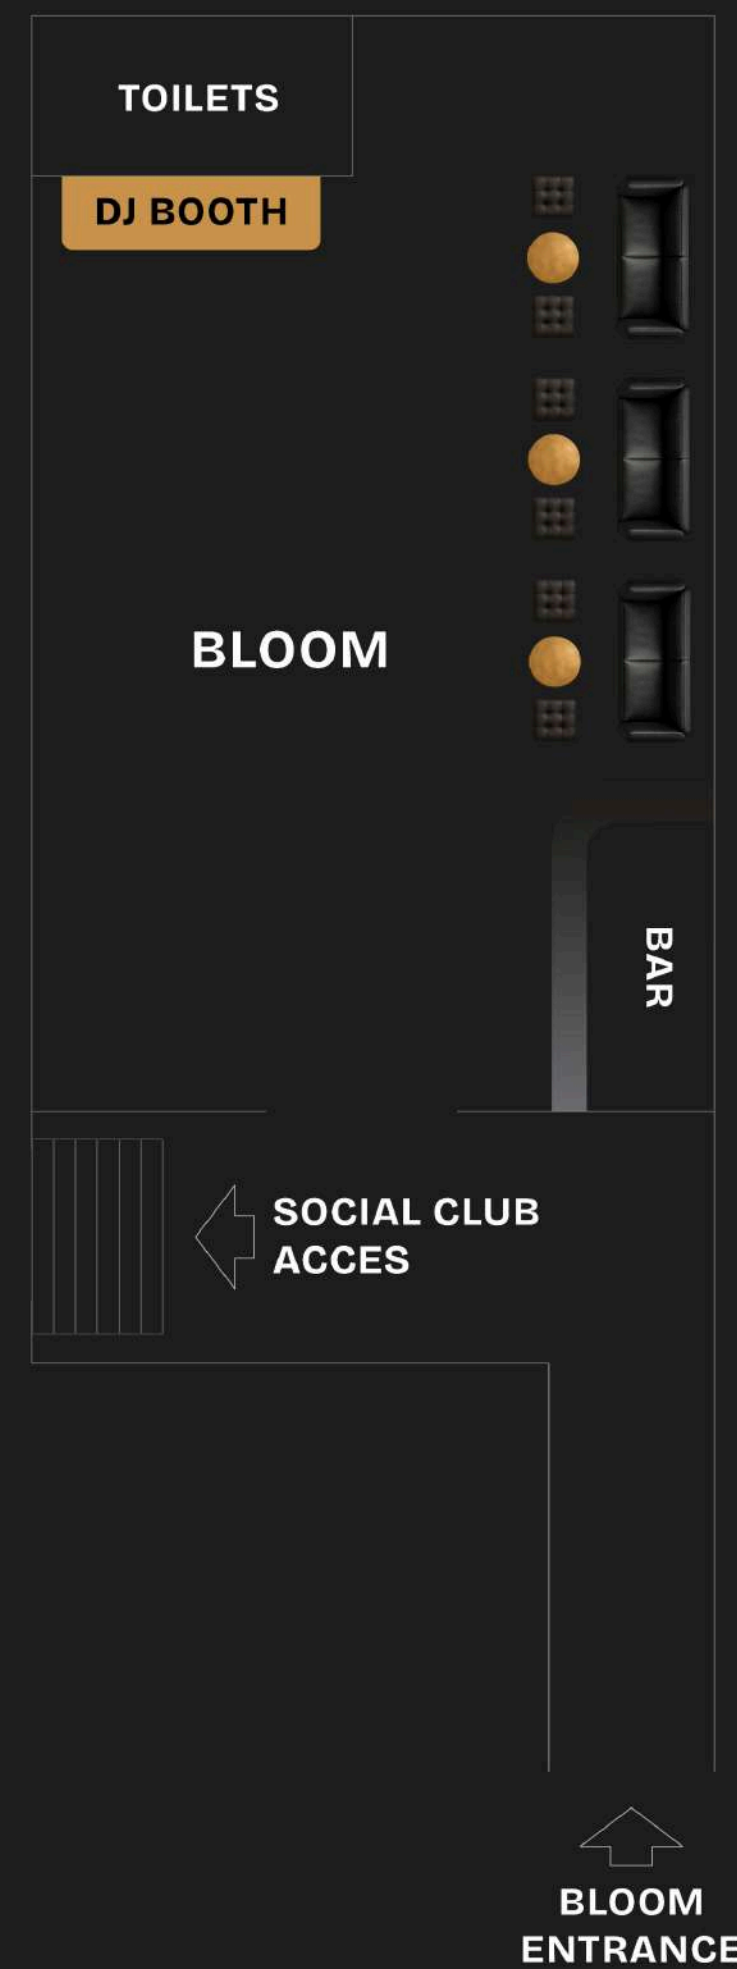 TOILETS
DJ BOOTH
BLOOM
BAR
SOCIAL CLUB
ACCES
BLOOM
ENTRANCE